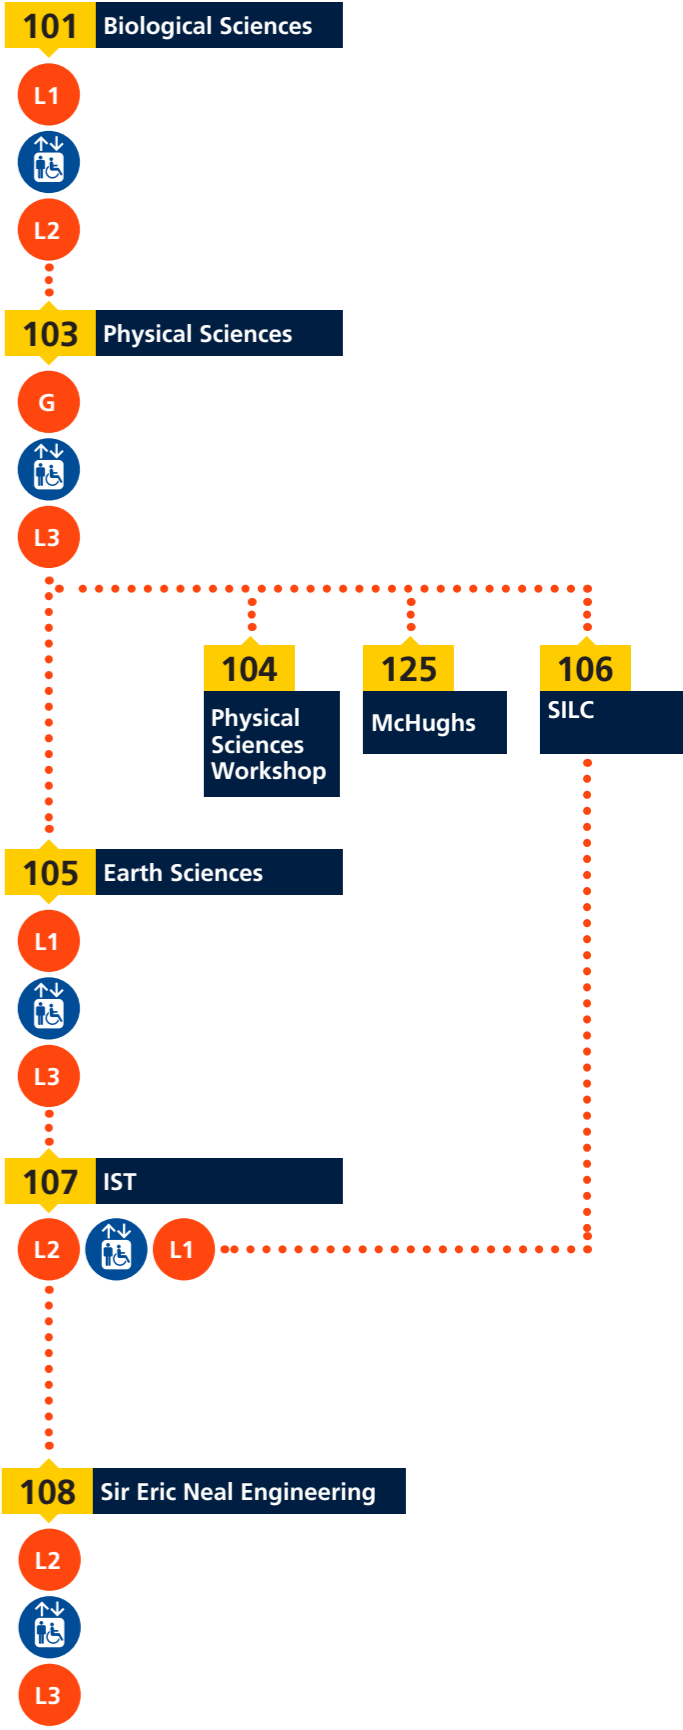 101 Biological Sciences
L1
L2
103 Physical Sciences
G
L3
104
Physical
Sciences
Workshop
125
McHughs
106
SILC
105 Earth Sciences
L1
L3
107 IST
L2 L1
108 Sir Eric Neal Engineering
L2
L3